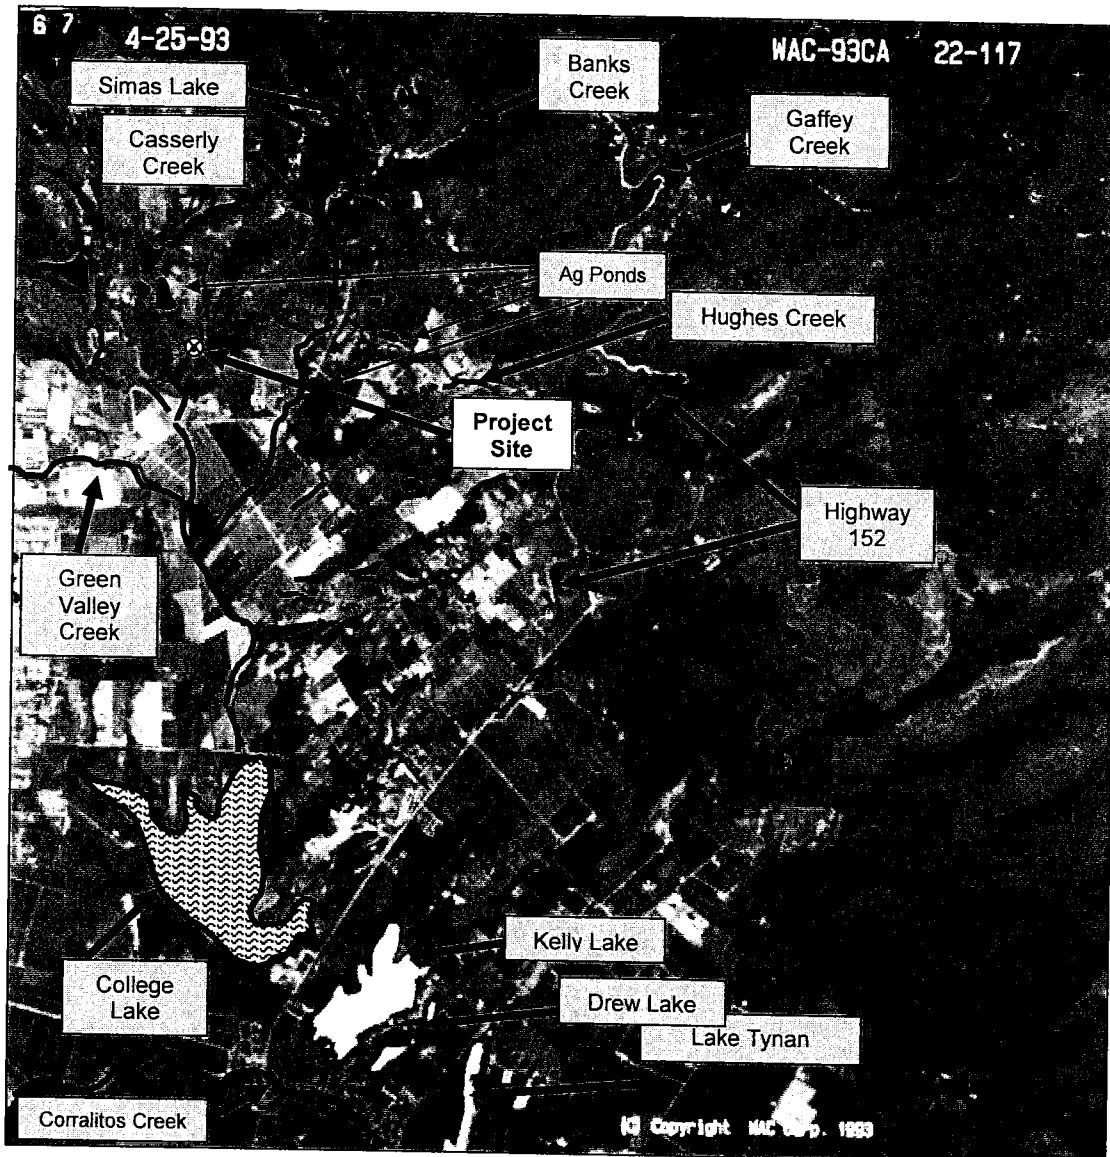 6 7
4-25-93
WAC-93CA 22-117
Simas Lake
Banks
Creek
Casserly
Creek
Gaffey
Creek
Ag Ponds
Hughes Creek
Project
Site
Highway
152
Green
Valley
Creek
Kelly Lake
College
Lake
Drew Lake
Lake Tynan
Corralitos Creek
(C) Copyright WAC Corp. 1993